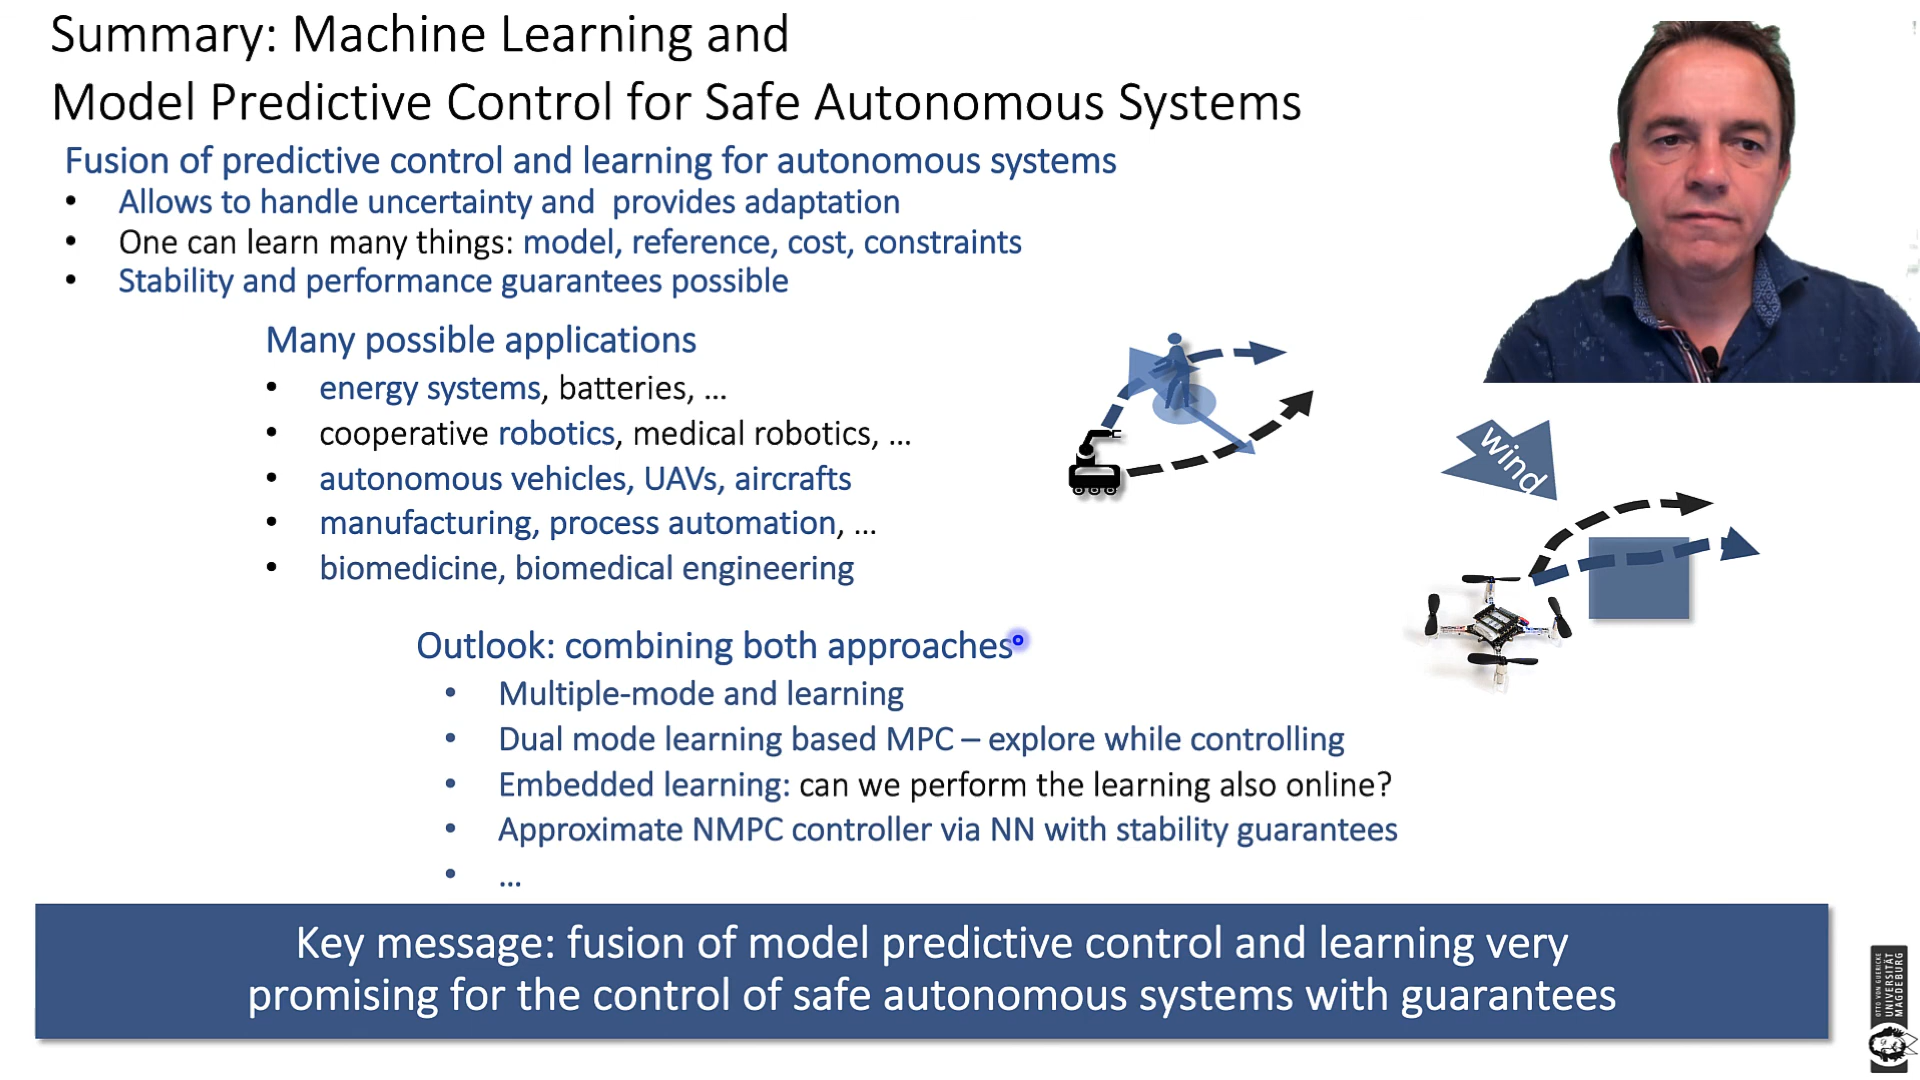 Summary: Machine Learning and
Model Predictive Control for Safe Autonomous Systems
Fusion of predictive control and learning for autonomous systems
• Allows to handle uncertainty and provides adaptation
• One can learn many things: model, reference, cost, constraints
• Stability and performance guarantees possible
Many possible applications
• energy systems, batteries, ...
• cooperative robotics, medical robotics, ...
• autonomous vehicles, UAVs, aircrafts
• manufacturing, process automation, ...
• biomedicine, biomedical engineering
wind
Outlook: combining both approaches
• Multiple-mode and learning
• Dual mode learning based MPC – explore while controlling
• Embedded learning: can we perform the learning also online?
• Approximate NMPC controller via NN with stability guarantees
• ...
Key message: fusion of model predictive control and learning very
promising for the control of safe autonomous systems with guarantees
OTTO VON GUERICKE
UNIVERSITÄT
MAGDEBURG